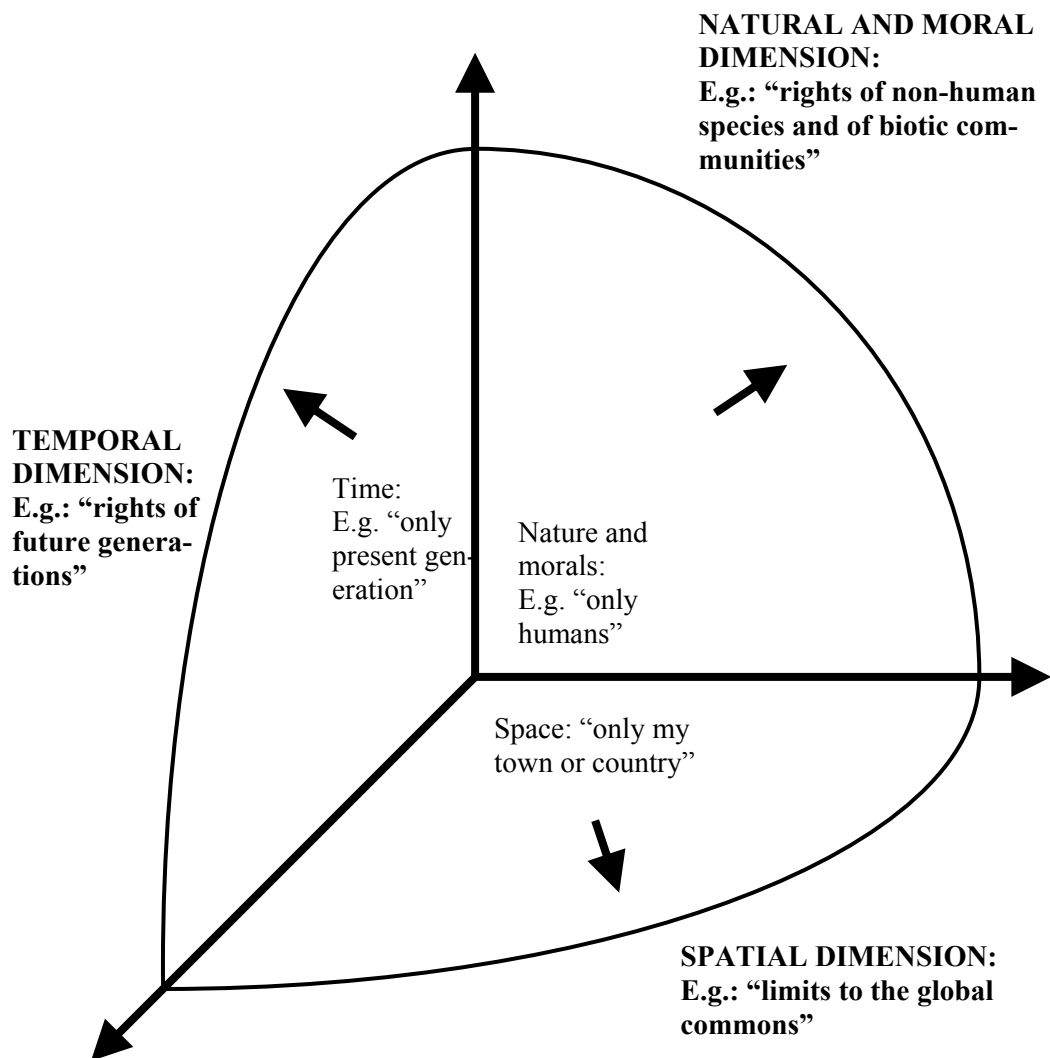 NATURAL AND MORAL
DIMENSION:
E.g.: “rights of non-human
species and of biotic com-
munities”
TEMPORAL
DIMENSION:
E.g.: “rights of
future genera-
tions”
Time:
E.g. “only
present gen-
eration”
Nature and
morals:
E.g. “only
humans”
Space: “only my
town or country”
SPATIAL DIMENSION:
E.g.: “limits to the global
commons”